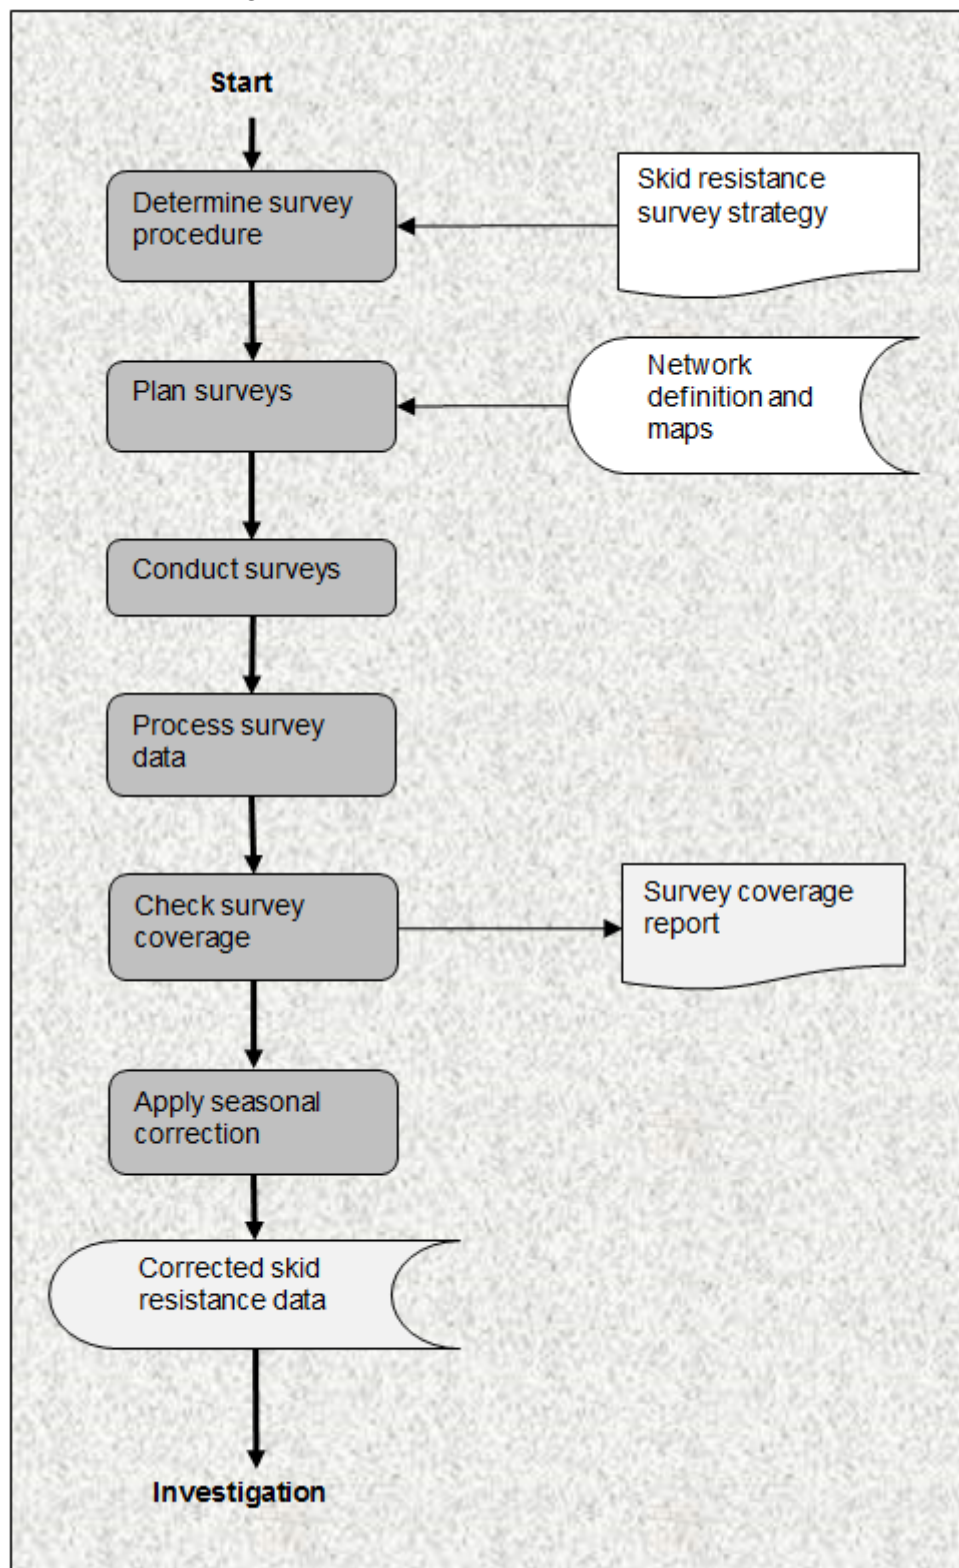 Start
Determine survey
procedure
Skid resistance
survey strategy
Plan surveys
Network
definition and
maps
Conduct surveys
Process survey
data
Check survey
coverage
Survey coverage
report
Apply seasonal
correction
Corrected skid
resistance data
Investigation